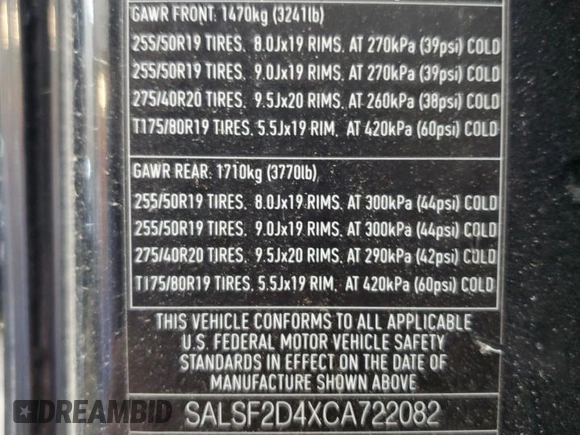 GAWR FRONT: 1470kg (3241lb)
255/50R19 TIRES, 8.0Jx19 RIMS, AT 270kPa (39psi) COLD
255/50R19 TIRES, 9.0Jx19 RIMS, AT 270kPa (39psi) COLD
275/40R20 TIRES, 9.5Jx20 RIMS, AT 260kPa (38psi) COLD
T175/80R19 TIRES, 5.5Jx19 RIM, AT 420kPa (60psi) COLD
GAWR REAR: 1710kg (3770lb)
255/50R19 TIRES, 8.0Jx19 RIMS, AT 300kPa (44psi) COLD
255/50R19 TIRES, 9.0Jx19 RIMS, AT 300kPa (44psi) COLD
275/40R20 TIRES, 9.5Jx20 RIMS, AT 290kPa (42psi) COLD
T175/80R19 TIRES, 5.5Jx19 RIM, AT 420kPa (60psi) COLD
THIS VEHICLE CONFORMS TO ALL APPLICABLE
U.S. FEDERAL MOTOR VEHICLE SAFETY
STANDARDS IN EFFECT ON THE DATE OF
MANUFACTURE SHOWN ABOVE
SALSF2D4XCA722082
DEALERCAMBID